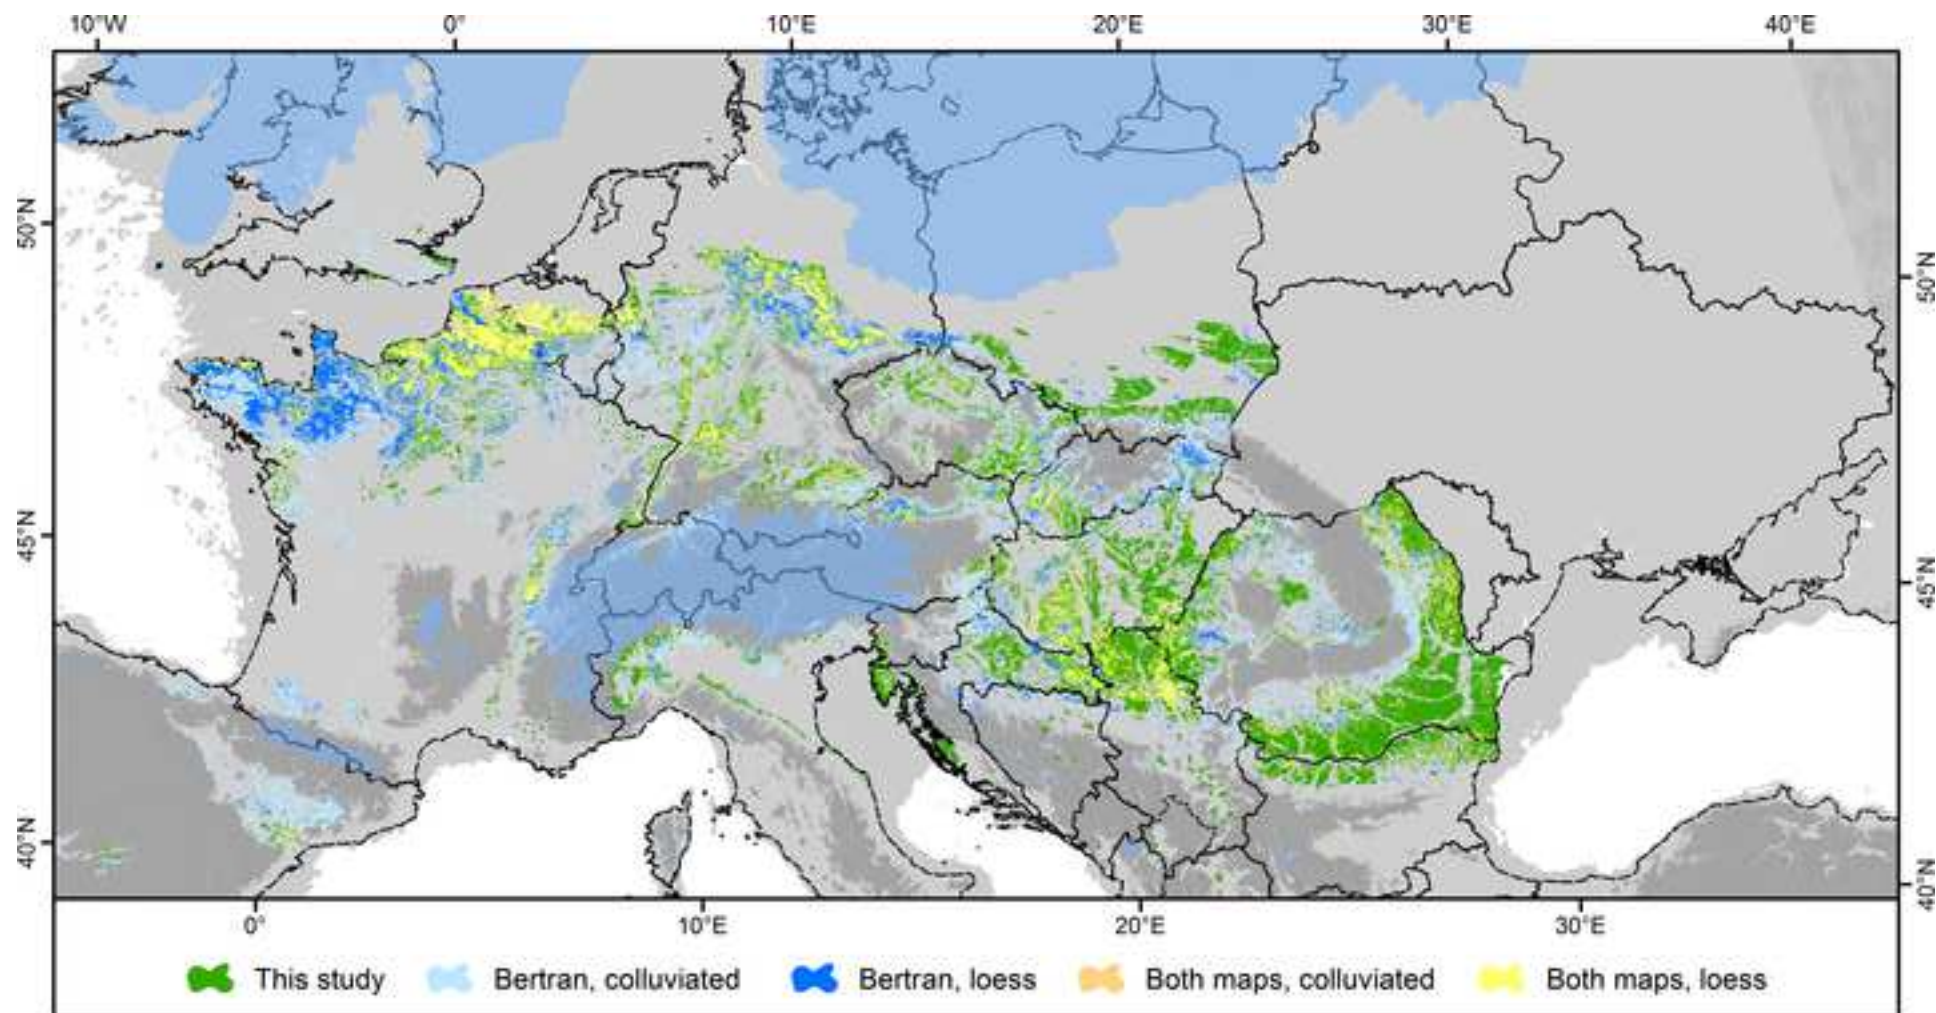 10°W 0° 10°E 20°E 30°E 40°E
50°N 50°N
45°N 45°N
40°N 40°N
0° 10°E 20°E 30°E
This study Bertran, colluviated Bertran, loess Both maps, colluviated Both maps, loess